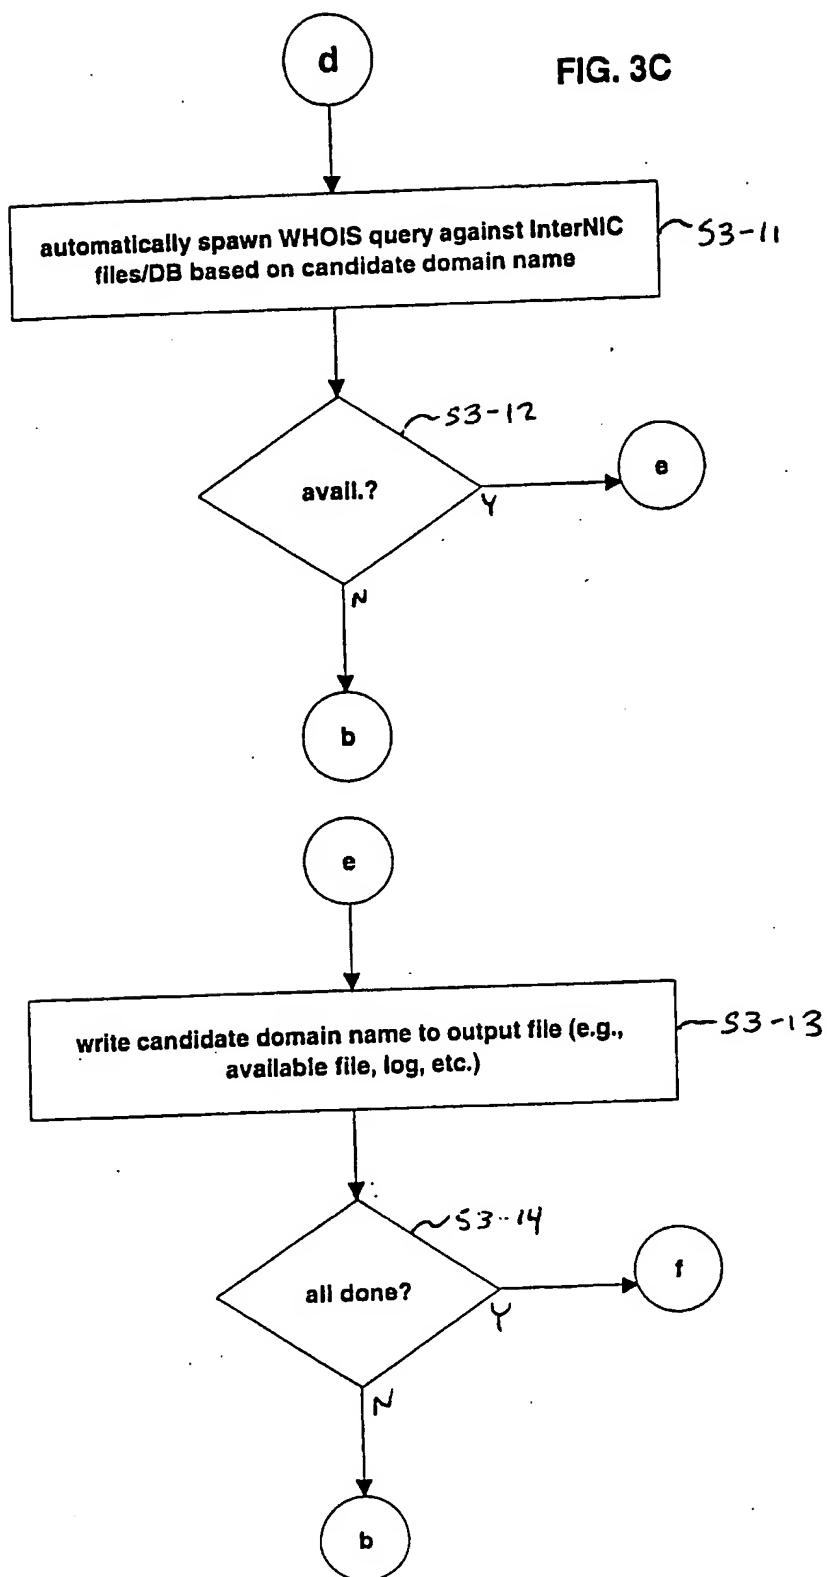 d
FIG. 3C
automatically spawn WHOIS query against InterNIC
files/DB based on candidate domain name
S3-11
S3-12
avail.?
Y
e
N
b
e
write candidate domain name to output file (e.g.,
available file, log, etc.)
S3-13
S3-14
all done?
Y
f
N
b